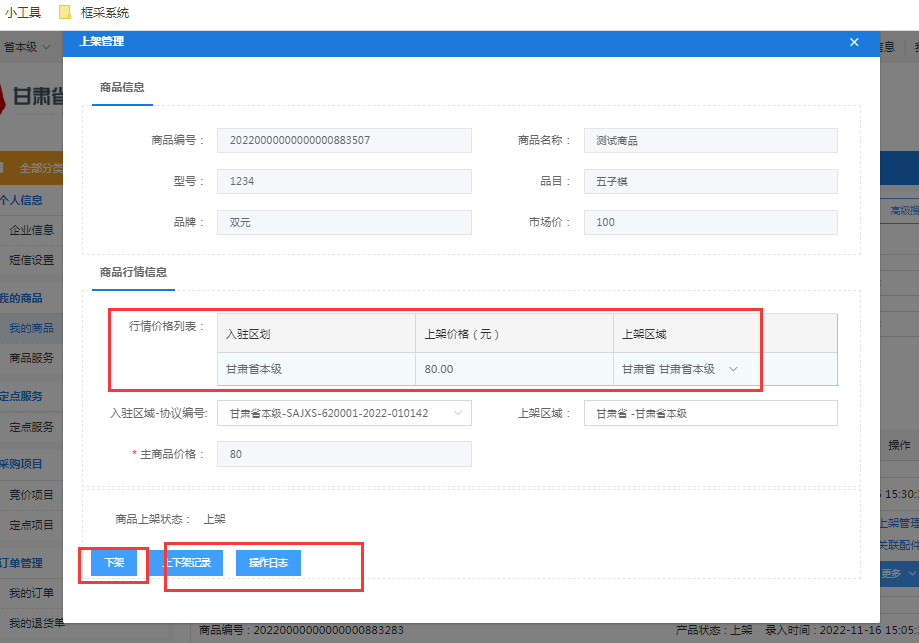 小工具 框采系统
省本级
上架管理
息
甘肃省
全部分类
个人信息
企业信息
短信设置
我的商品
我的商品
商品服务
定点服务
定点服务
采购项目
竞价项目
定点项目
订单管理
我的订单
我的退货单
商品信息
商品编号： 20220000000000000883507
商品名称： 测试商品
型号： 1234
品目： 五子棋
品牌： 双元
市场价： 100
商品行情信息
行情价格列表：
入驻区划 上架价格（元） 上架区域
甘肃省本级 80.00 甘肃省 甘肃省本级
入驻区域-协议编号: 甘肃省本级-SAJXS-620001-2022-010142
上架区域： 甘肃省 -甘肃省本级
* 主商品价格： 80
商品上架状态： 上架
下架 上下架记录 操作日志
高级搜
操作
15:30:
上架管理
关联配件
更多
商品编号：20220000000000000883283
产品状态：上架 录入时间：2022-11-16 15:05: